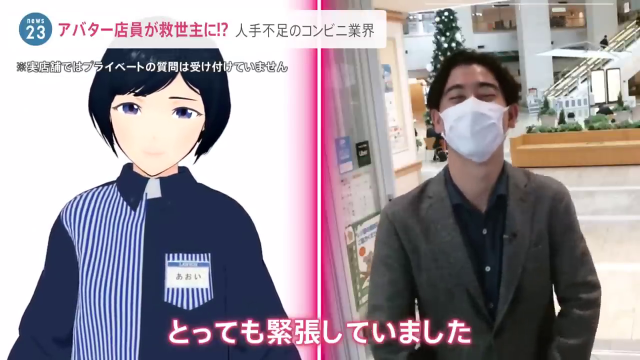 news
23
アバター店員が救世主に!? 人手不足のコンビニ業界
※実店舗ではプライベートの質問は受け付けていません
LAWSON
あおい
とっても緊張していました